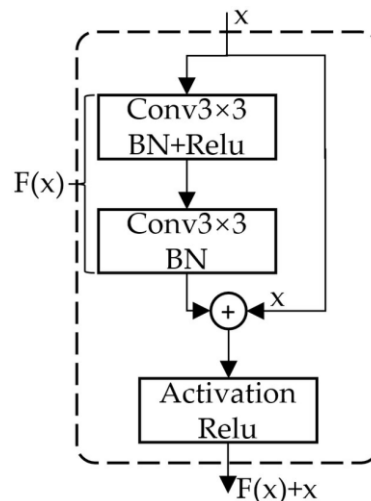 x
Conv3×3
BN+Relu
F(x)
Conv3×3
BN
+
x
Activation
Relu
F(x)+x